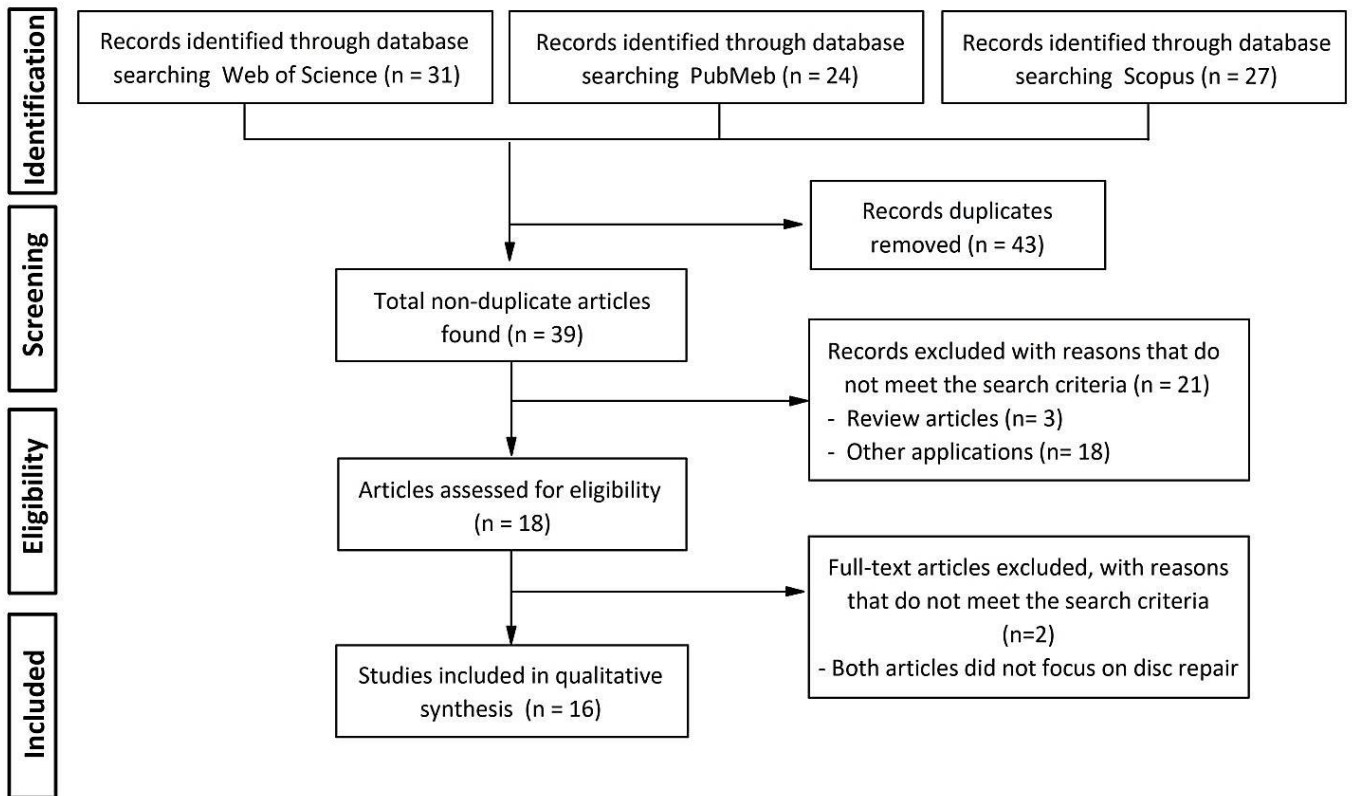 Identification
Records identified through database
searching Web of Science (n = 31)
Records identified through database
searching PubMeb (n = 24)
Records identified through database
searching Scopus (n = 27)
Screening
Records duplicates
removed (n = 43)
Total non-duplicate articles
found (n = 39)
Records excluded with reasons that do
not meet the search criteria (n = 21)
- Review articles (n= 3)
- Other applications (n= 18)
Eligibility
Articles assessed for eligibility
(n = 18)
Full-text articles excluded, with reasons
that do not meet the search criteria
(n=2)
- Both articles did not focus on disc repair
Included
Studies included in qualitative
synthesis (n = 16)